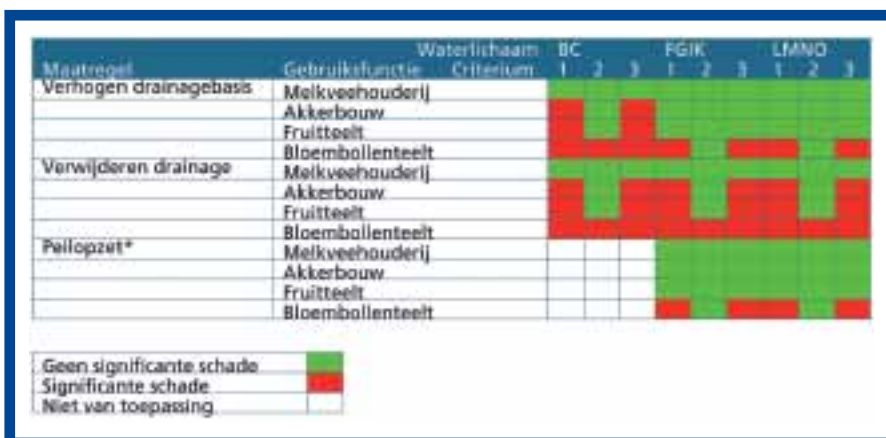 Waterlichaam BC FGIK LMNO
Maatregel Gebruiksfunctie Criterium 1 2 3 1 2 3 1 2 3
Verhogen drainagebasis Melkveehouderij
Akkerbouw
Fruitteelt
Bloembollenteelt
Verwijderen drainage Melkveehouderij
Akkerbouw
Fruitteelt
Bloembollenteelt
Peilopzet* Melkveehouderij
Akkerbouw
Fruitteelt
Bloembollenteelt
Geen significante schade
Significante schade
Niet van toepassing